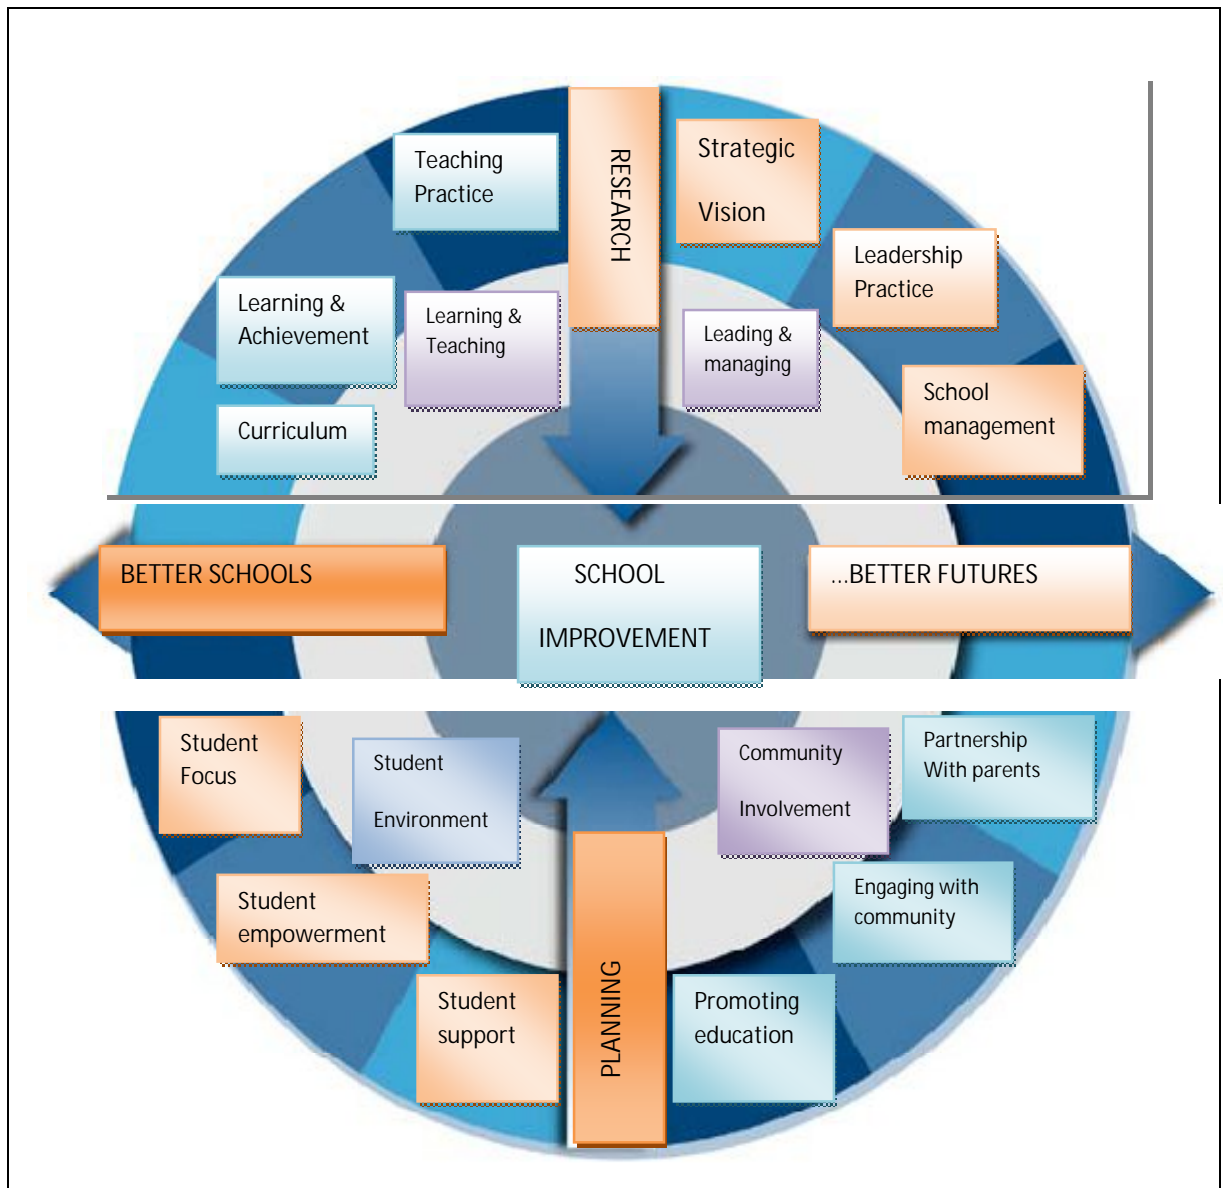 RESEARCH
Teaching
Practice
Strategic
Vision
Leadership
Practice
Learning &
Achievement
Learning &
Teaching
Leading &
managing
School
management
Curriculum
BETTER SCHOOLS
SCHOOL
IMPROVEMENT
...BETTER FUTURES
Student
Focus
Student
Environment
Community
Involvement
Partnership
With parents
Student
empowerment
Engaging with
community
Student
support
PLANNING
Promoting
education